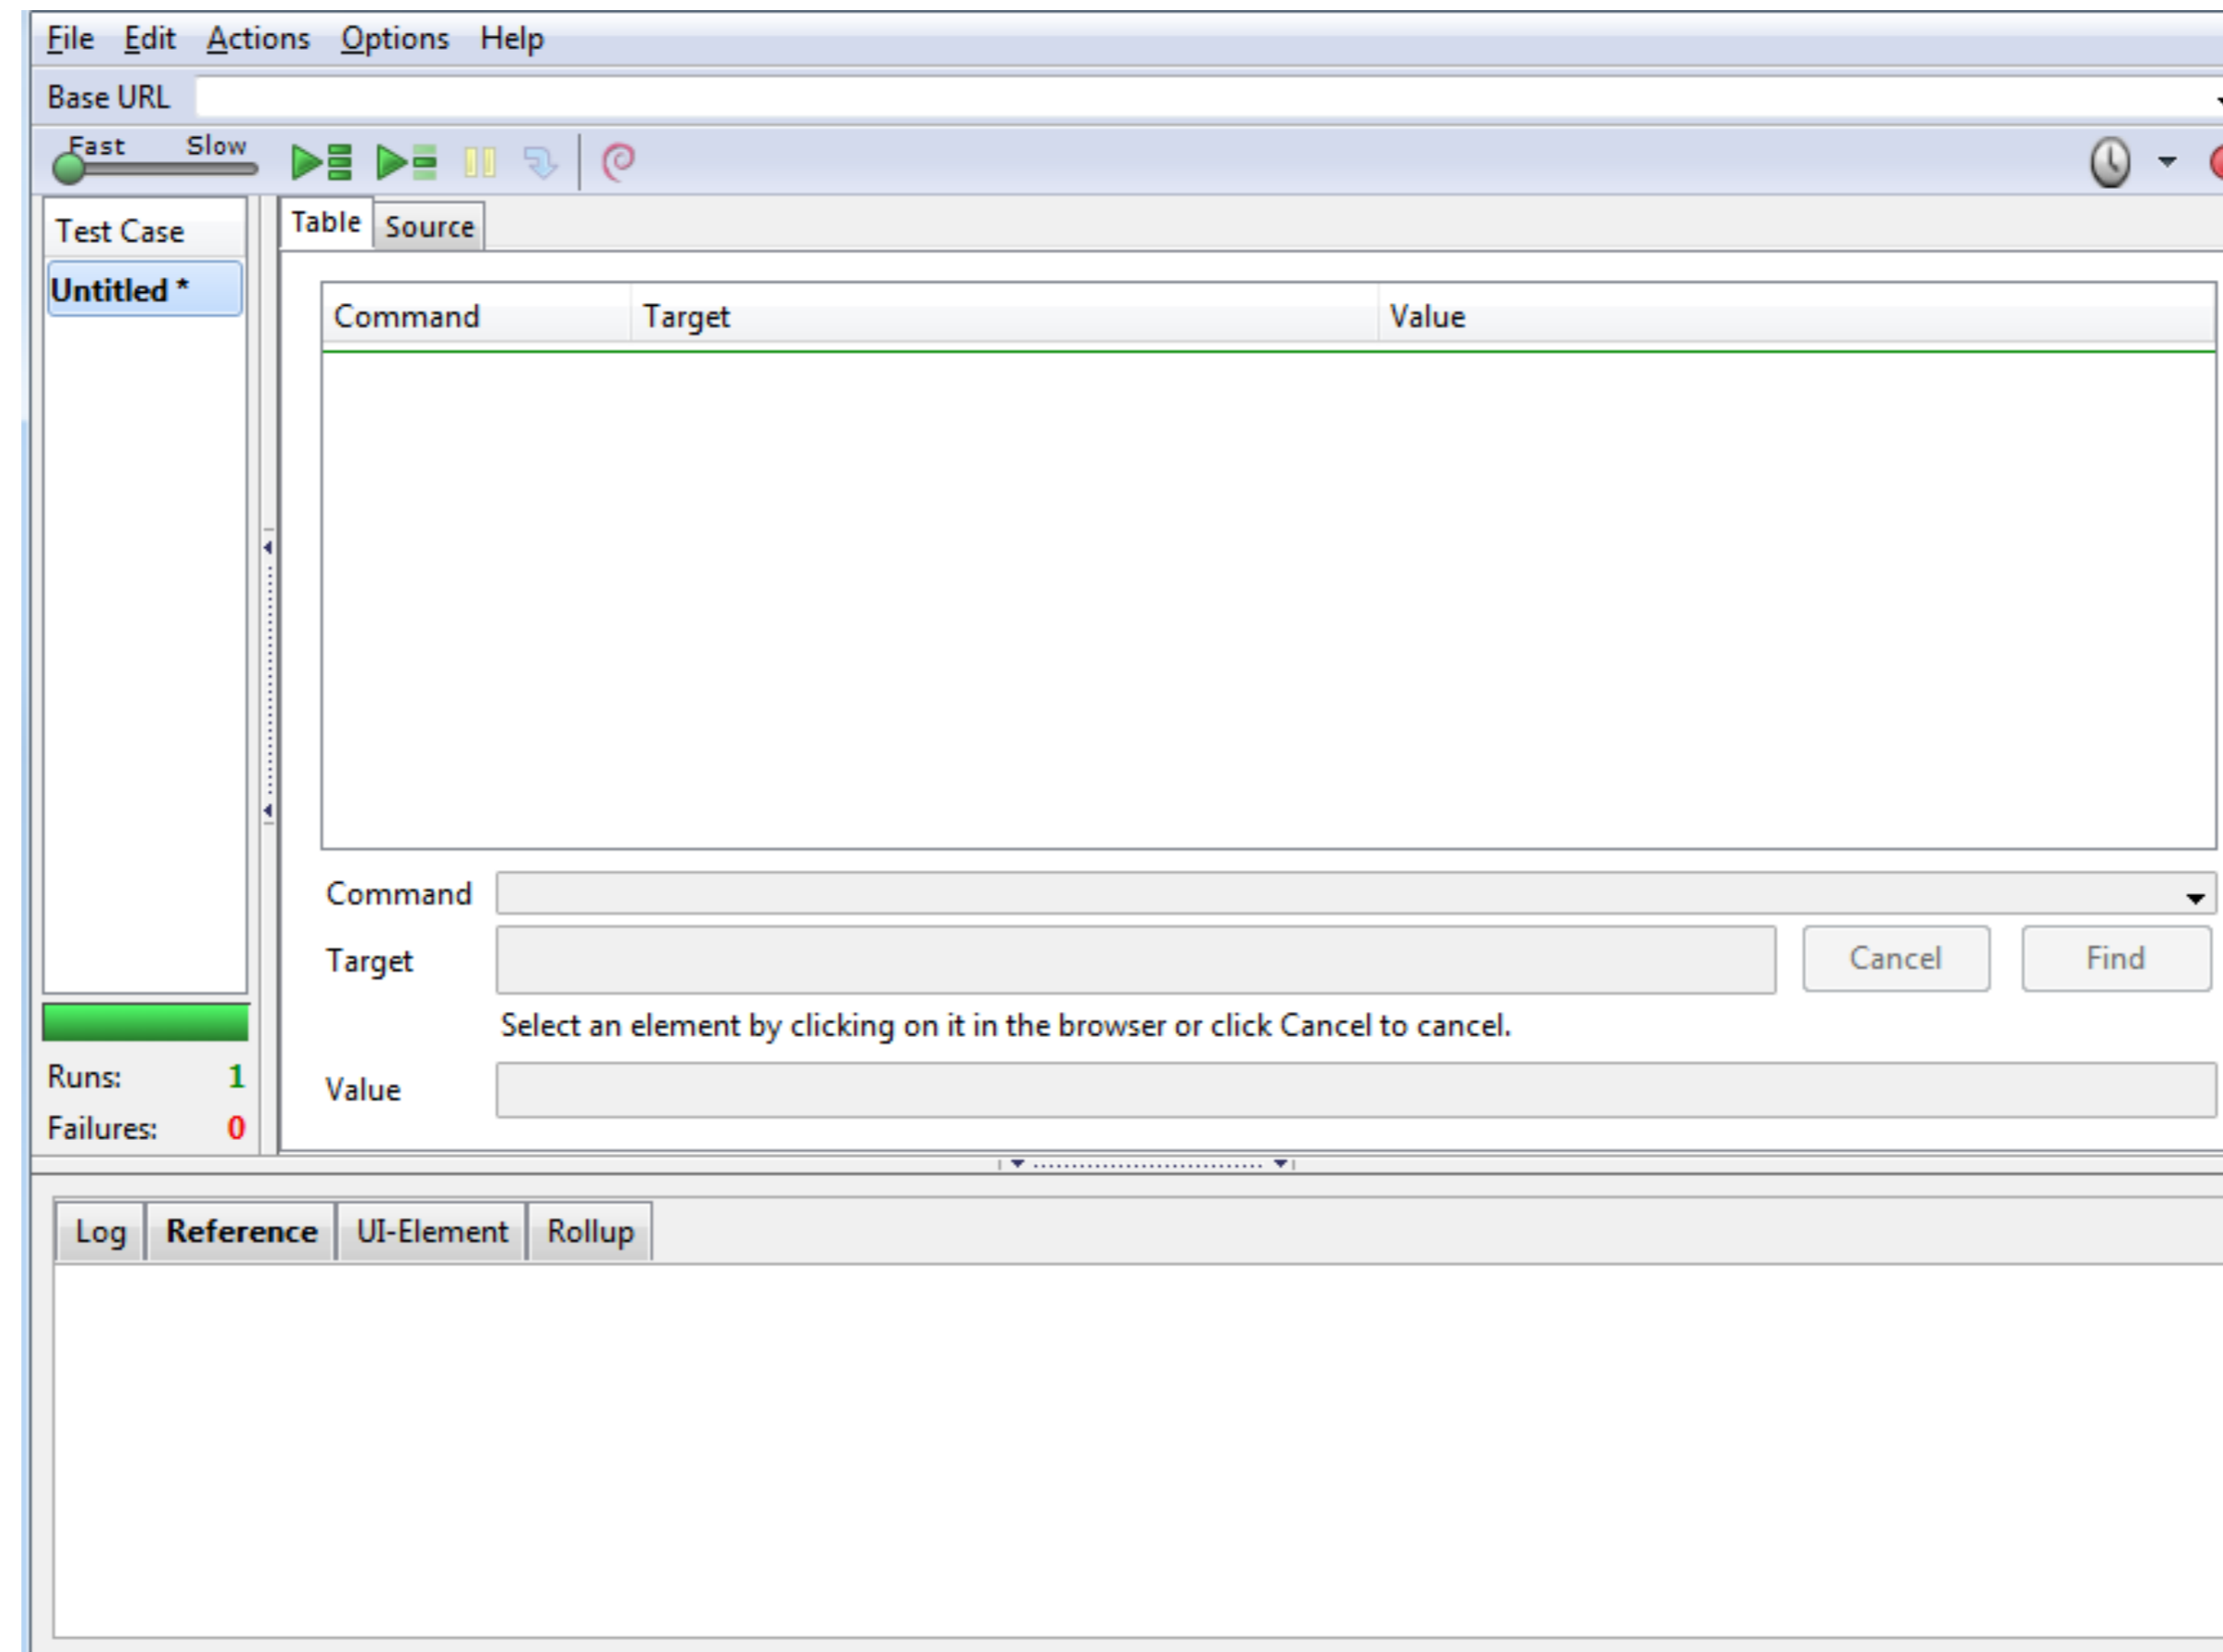 File Edit Actions Options Help
Base URL
Fast Slow
Test Case
Untitled *
Table Source
Command Target Value
Command
Target Cancel Find
Select an element by clicking on it in the browser or click Cancel to cancel.
Value
Runs: 1
Failures: 0
Log Reference UI-Element Rollup